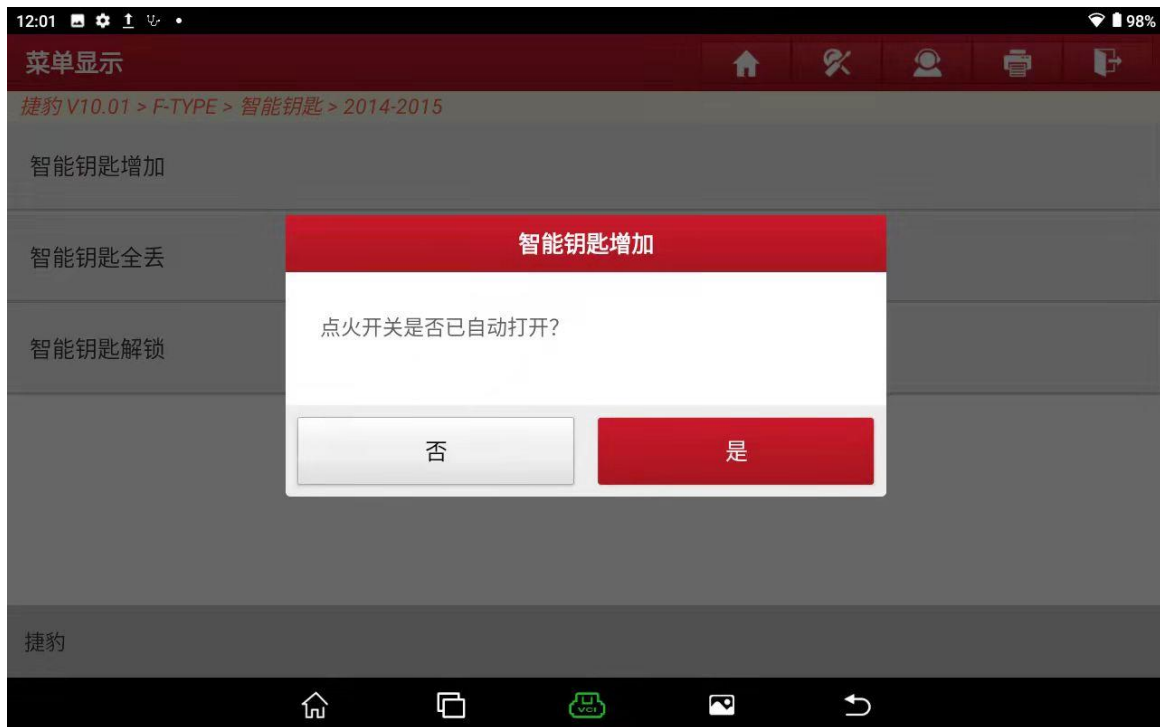 12:01
98%
菜单显示
捷豹 V10.01 > F-TYPE > 智能钥匙 > 2014-2015
智能钥匙增加
智能钥匙全丢
智能钥匙解锁
智能钥匙增加
点火开关是否已自动打开?
否
是
捷豹
VCI